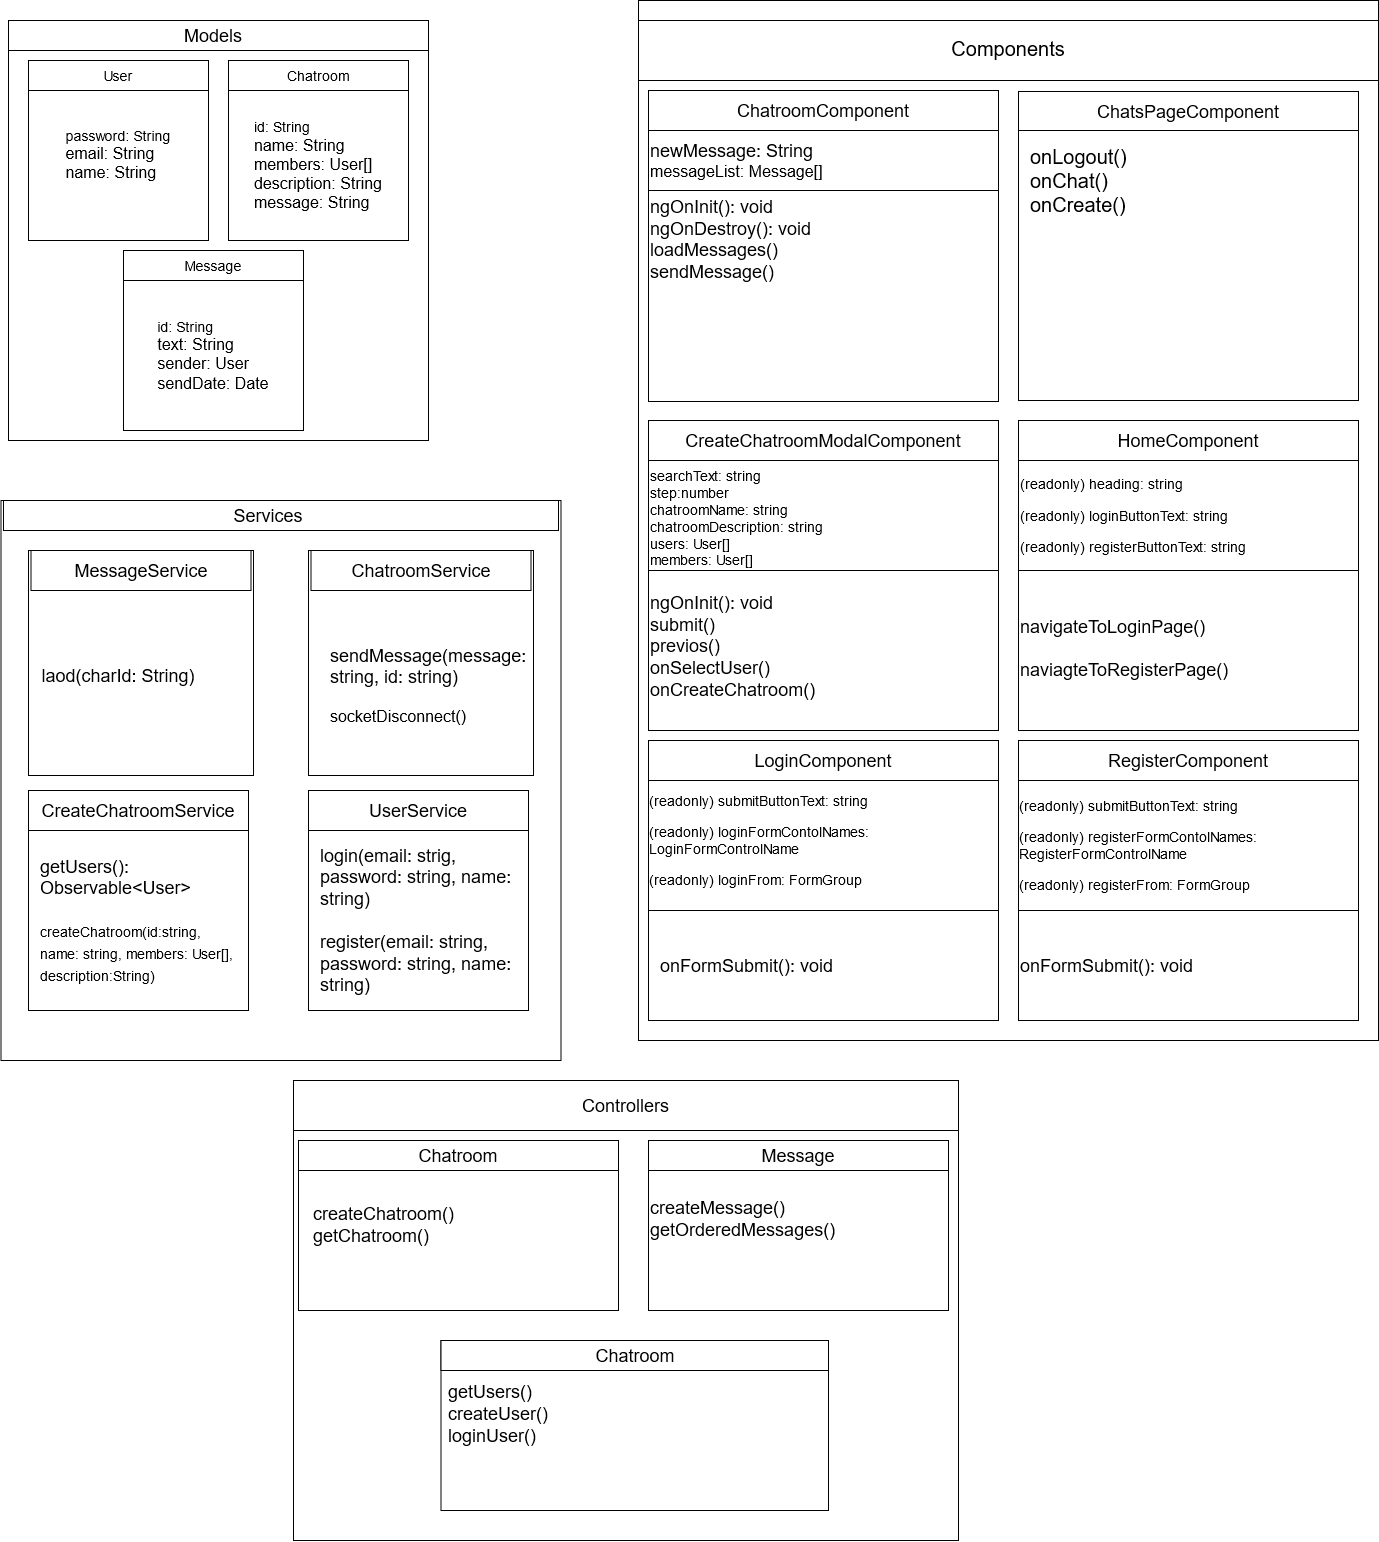 Models
User
password: String
email: String
name: String
Chatroom
id: String
name: String
members: User[]
description: String
message: String
Message
id: String
text: String
sender: User
sendDate: Date
Services
MessageService
laod(charId: String)
ChatroomService
sendMessage(message:
string, id: string)
socketDisconnect()
CreateChatroomService
getUsers():
Observable<User>
createChatroom(id:string,
name: string, members: User[],
description:String)
UserService
login(email: strig,
password: string, name:
string)
register(email: string,
password: string, name:
string)
Components
ChatroomComponent
newMessage: String
messageList: Message[]
ngOnInit(): void
ngOnDestroy(): void
loadMessages()
sendMessage()
ChatsPageComponent
onLogout()
onChat()
onCreate()
CreateChatroomModalComponent
searchText: string
step:number
chatroomName: string
chatroomDescription: string
users: User[]
members: User[]
ngOnInit(): void
submit()
previos()
onSelectUser()
onCreateChatroom()
HomeComponent
(readonly) heading: string
(readonly) loginButtonText: string
(readonly) registerButtonText: string
navigateToLoginPage()
naviagteToRegisterPage()
LoginComponent
(readonly) submitButtonText: string
(readonly) loginFormContolNames:
LoginFormControlName
(readonly) loginFrom: FormGroup
onFormSubmit(): void
RegisterComponent
(readonly) submitButtonText: string
(readonly) registerFormContolNames:
RegisterFormControlName
(readonly) registerFrom: FormGroup
onFormSubmit(): void
Controllers
Chatroom
createChatroom()
getChatroom()
Message
createMessage()
getOrderedMessages()
Chatroom
getUsers()
createUser()
loginUser()